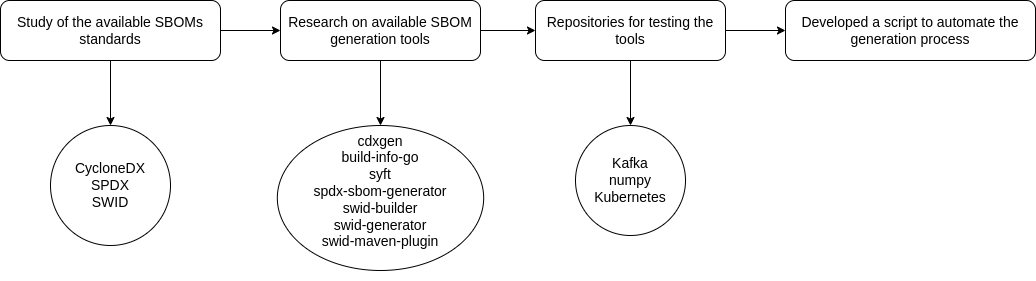 Study of the available SBOMs
standards
Research on available SBOM
generation tools
Repositories for testing the
tools
Developed a script to automate the
generation process
CycloneDX
SPDX
SWID
cdxgen
build-info-go
syft
spdx-sbom-generator
swid-builder
swid-generator
swid-maven-plugin
Kafka
numpy
Kubernetes